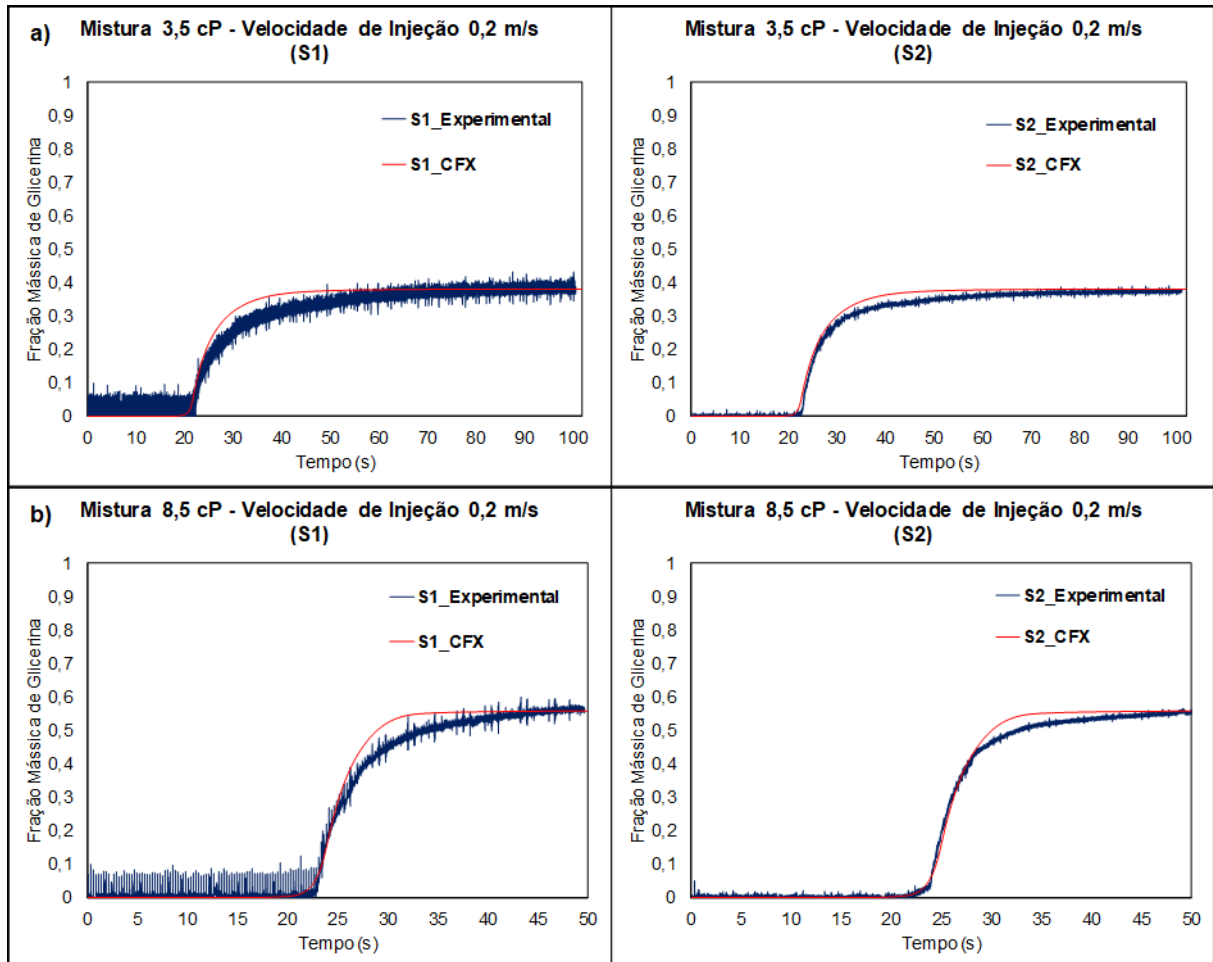 a) Mistura 3,5 cP - Velocidade de Injeção 0,2 m/s
(S1)
Fração Mássica de Glicerina
1
0,9
0,8
0,7
0,6
0,5
0,4
0,3
0,2
0,1
0
S1_Experimental
S1_CFX
0 10 20 30 40 50 60 70 80 90 100
Tempo (s)
Mistura 3,5 cP - Velocidade de Injeção 0,2 m/s
(S2)
Fração Mássica de Glicerina
1
0,9
0,8
0,7
0,6
0,5
0,4
0,3
0,2
0,1
0
S2_Experimental
S2_CFX
0 10 20 30 40 50 60 70 80 90 100
Tempo (s)
b) Mistura 8,5 cP - Velocidade de Injeção 0,2 m/s
(S1)
Fração Mássica de Glicerina
1
0,9
0,8
0,7
0,6
0,5
0,4
0,3
0,2
0,1
0
S1_Experimental
S1_CFX
0 5 10 15 20 25 30 35 40 45 50
Tempo (s)
Mistura 8,5 cP - Velocidade de Injeção 0,2 m/s
(S2)
Fração Mássica de Glicerina
1
0,9
0,8
0,7
0,6
0,5
0,4
0,3
0,2
0,1
0
S2_Experimental
S2_CFX
0 5 10 15 20 25 30 35 40 45 50
Tempo (s)